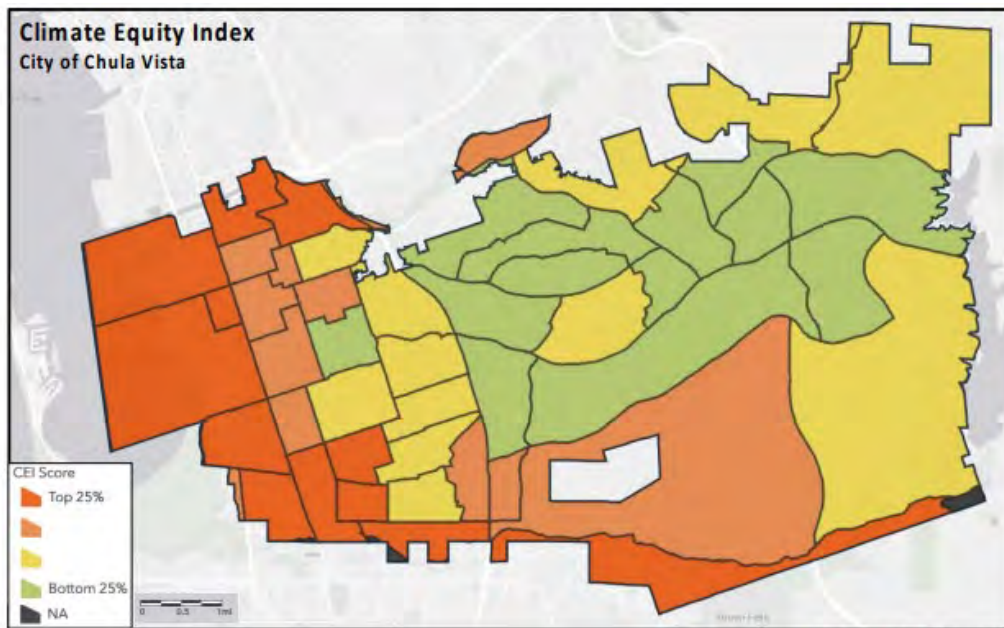 Climate Equity Index
City of Chula Vista
CEI Score
Top 25%
Bottom 25%
NA
0
0.5
1mi